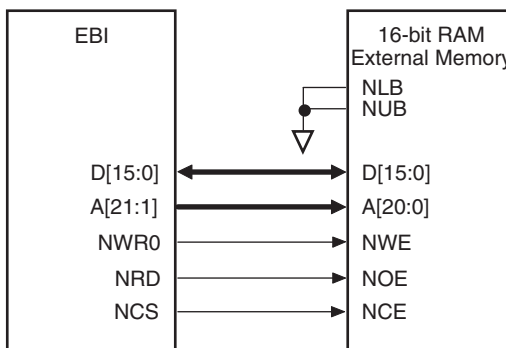 EBI
16-bit RAM
External Memory
NLB
NUB
D[15:0] D[15:0]
A[21:1] A[20:0]
NWR0 NWE
NRD NOE
NCS NCE